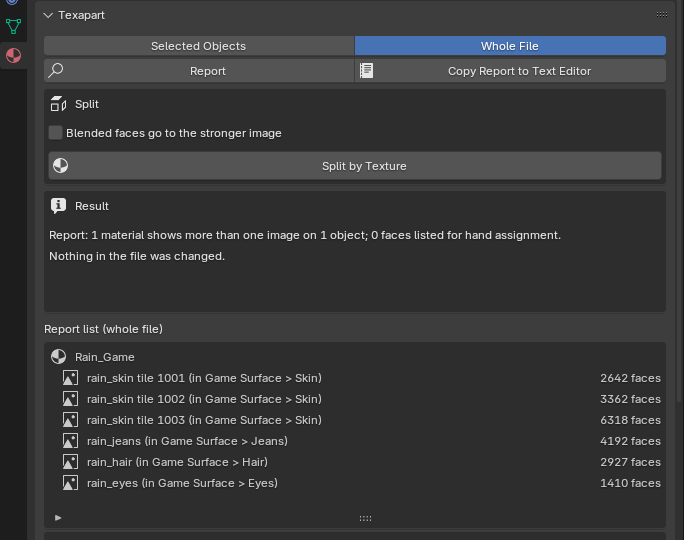 Texapart
Selected Objects Whole File
Report Copy Report to Text Editor
Split
Blended faces go to the stronger image
Split by Texture
Result
Report: 1 material shows more than one image on 1 object; 0 faces listed for hand assignment.
Nothing in the file was changed.
Report list (whole file)
Rain_Game
rain_skin tile 1001 (in Game Surface > Skin) 2642 faces
rain_skin tile 1002 (in Game Surface > Skin) 3362 faces
rain_skin tile 1003 (in Game Surface > Skin) 6318 faces
rain_jeans (in Game Surface > Jeans) 4192 faces
rain_hair (in Game Surface > Hair) 2927 faces
rain_eyes (in Game Surface > Eyes) 1410 faces